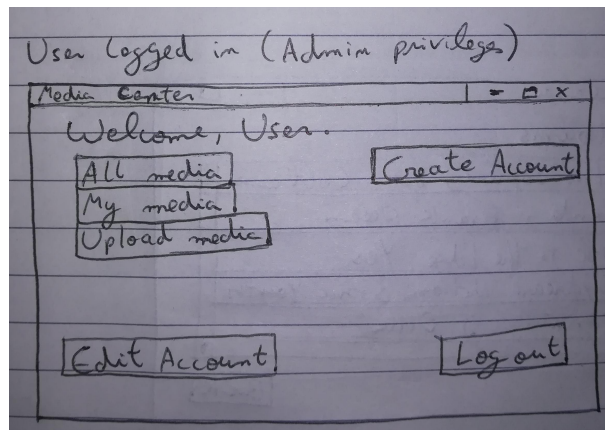 User Logged in (Admin privileges)
Media Center - X
Welcome, User.
All media
Create Account
My media
Upload media
Edit Account
Log out